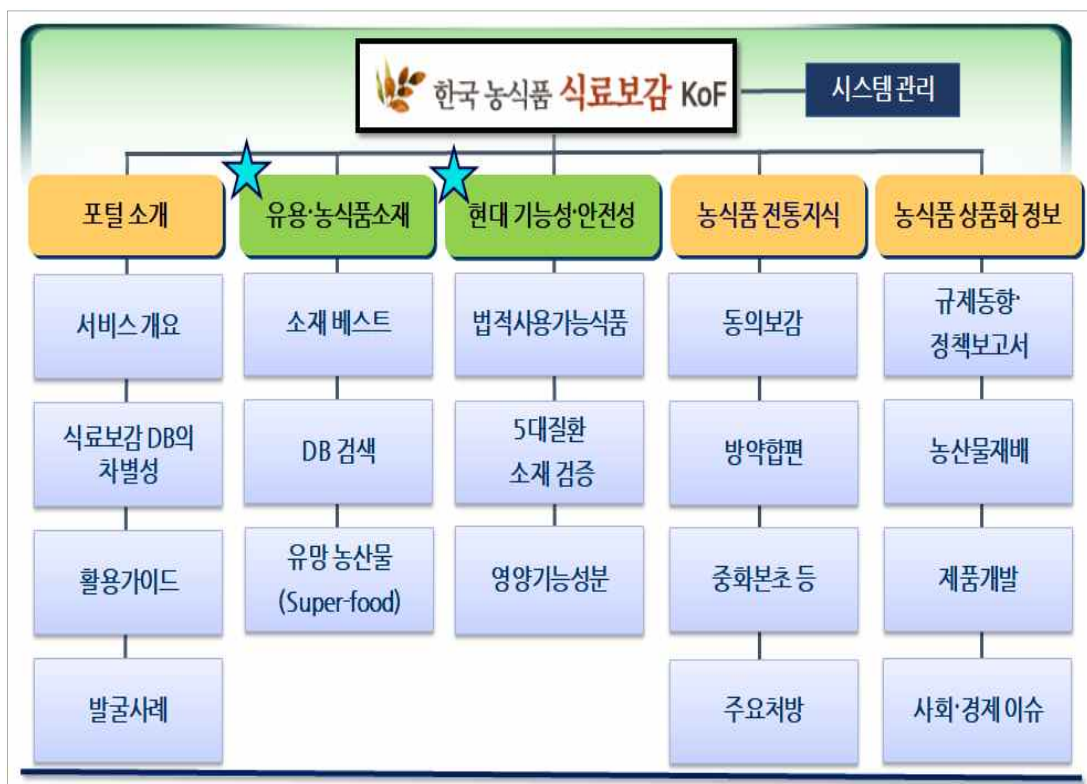 한국 농식품 식료보감 KoF
시스템 관리
포털 소개
유용·농식품소재
현대 기능성·안전성
농식품 전통지식
농식품 상품화 정보
서비스 개요
소재 베스트
법적사용가능식품
동의보감
규제동향·
정책보고서
식료보감 DB의
차별성
DB 검색
5대질환
소재 검증
방약합편
농산물재배
활용가이드
유망 농산물
(Super-food)
영양기능성분
중화본초 등
제품개발
발굴사례
주요처방
사회·경제 이슈